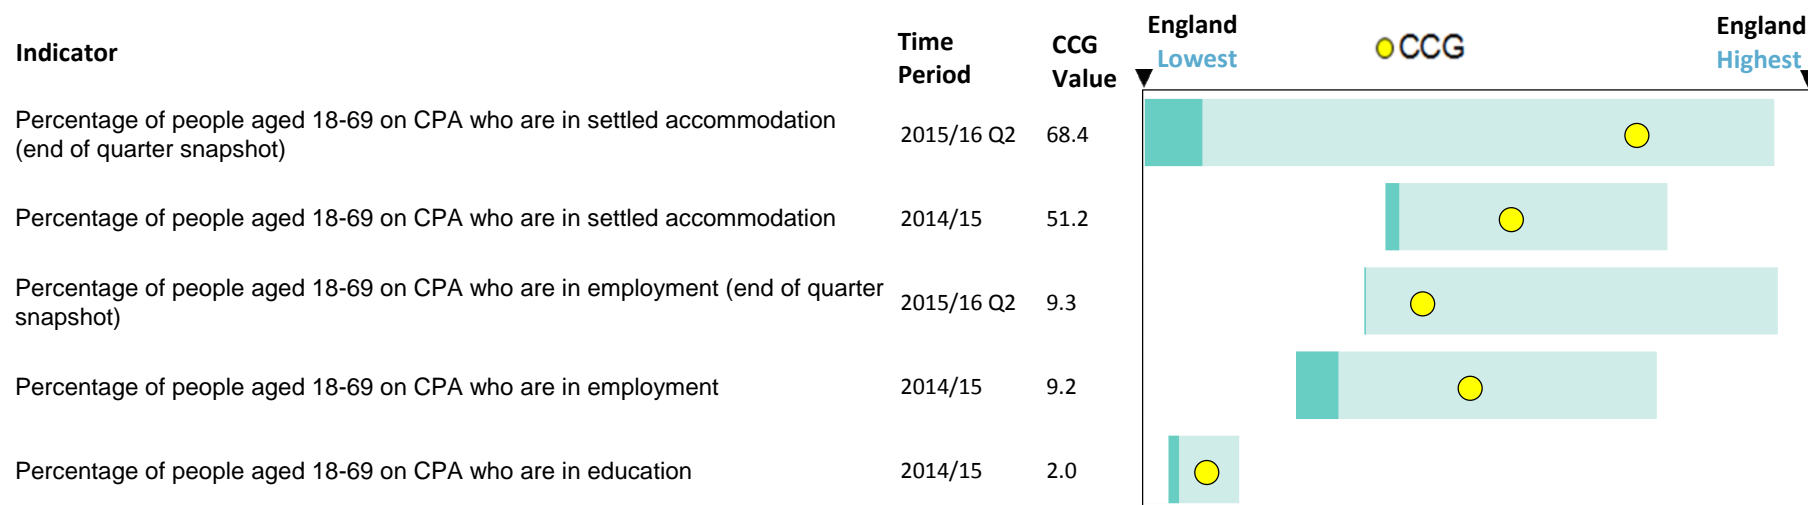 Indicator
Time
Period
CCG
Value
England
Lowest
CCG
England
Highest
Percentage of people aged 18-69 on CPA who are in settled accommodation
(end of quarter snapshot)
2015/16 Q2
68.4
Percentage of people aged 18-69 on CPA who are in settled accommodation
2014/15
51.2
Percentage of people aged 18-69 on CPA who are in employment (end of quarter
snapshot)
2015/16 Q2
9.3
Percentage of people aged 18-69 on CPA who are in employment
2014/15
9.2
Percentage of people aged 18-69 on CPA who are in education
2014/15
2.0